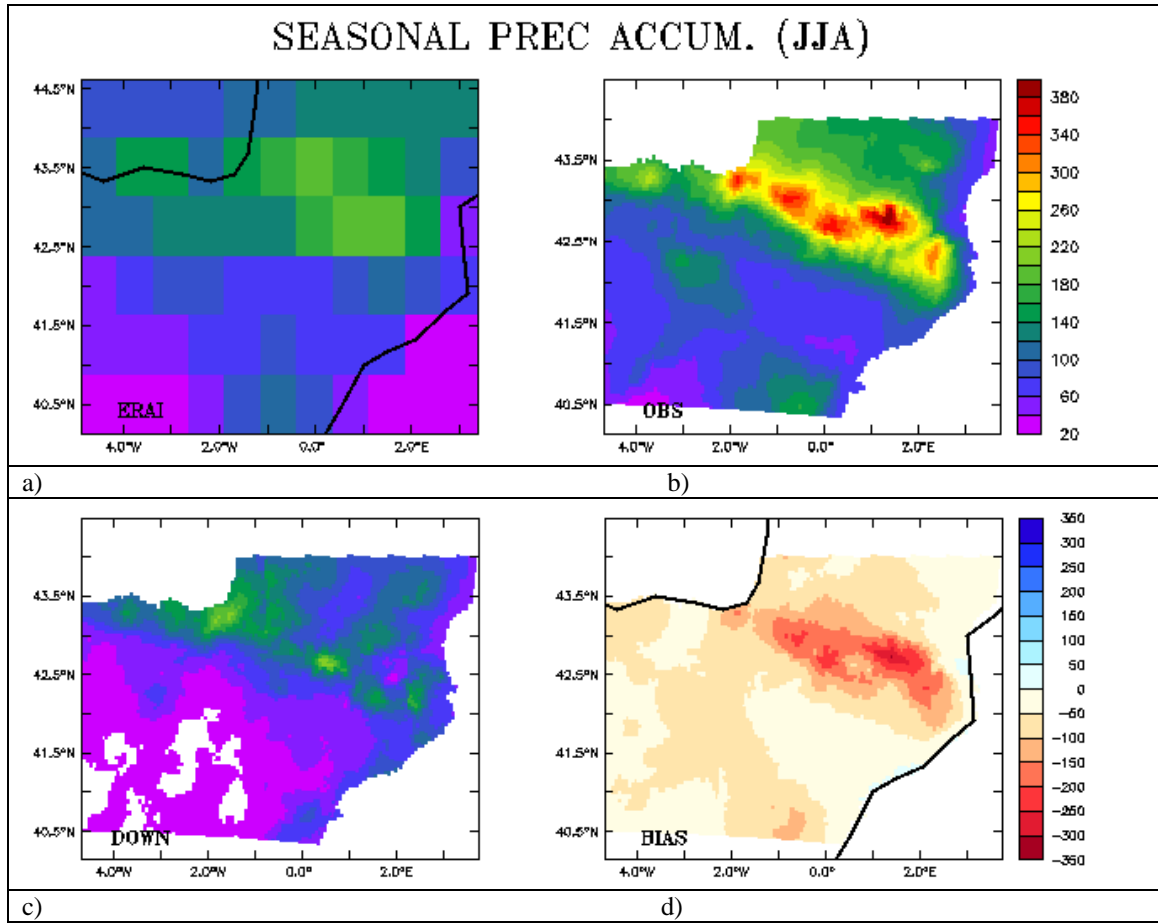 SEASONAL PREC ACCUM. (JJA)
44.5°N
43.5°N
42.5°N
41.5°N
40.5°N
ERAI
4.0°W 2.0°W 0.0° 2.0°E
43.5°N
42.5°N
41.5°N
40.5°N
OBS
4.0°W 2.0°W 0.0° 2.0°E
380
340
300
260
220
180
140
100
60
20
a) b)
43.5°N
42.5°N
41.5°N
40.5°N
DOWN
4.0°W 2.0°W 0.0° 2.0°E
43.5°N
42.5°N
41.5°N
40.5°N
BIAS
4.0°W 2.0°W 0.0° 2.0°E
350
300
250
200
150
100
50
0
-50
-100
-150
-200
-250
-300
-350
c) d)